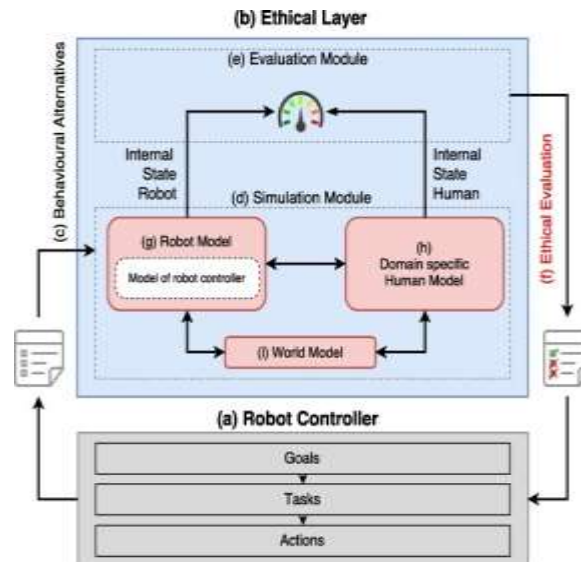 (b) Ethical Layer
(e) Evaluation Module
(c) Behavioural Alternatives
Internal
State
Robot
Internal
State
Human
(f) Ethical Evaluation
(d) Simulation Module
(g) Robot Model
Model of robot controller
(h)
Domain specific
Human Model
(I) World Model
(a) Robot Controller
Goals
Tasks
Actions